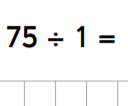 75 ÷ 1 =